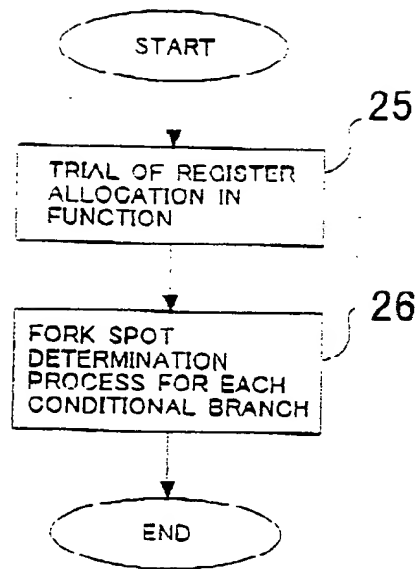 START
25
TRIAL OF REGISTER
ALLOCATION IN
FUNCTION
26
FORK SPOT
DETERMINATION
PROCESS FOR EACH
CONDITIONAL BRANCH
END